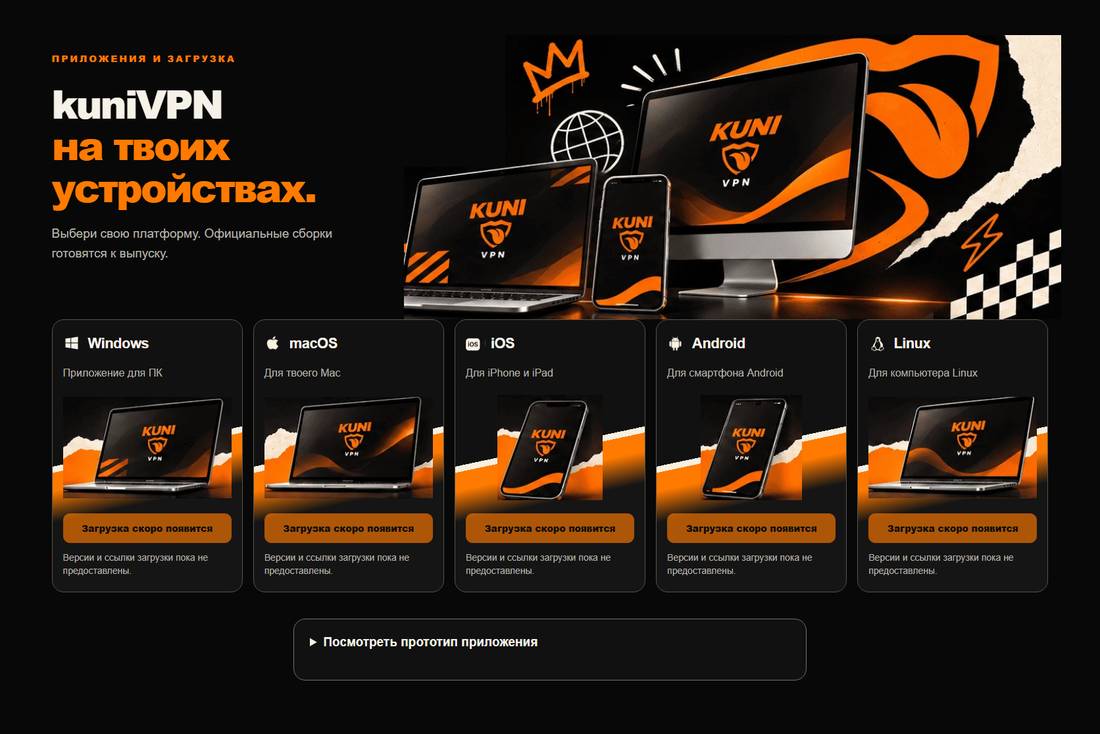 ПРИЛОЖЕНИЯ И ЗАГРУЗКА
kuniVPN
на твоих
устройствах.
Выбери свою платформу. Официальные сборки
готовятся к выпуску.
KUNI
VPN
KUNI
VPN
KUNI
VPN
Windows
Приложение для ПК
KUNI
VPN
Загрузка скоро появится
Версии и ссылки загрузки пока не
предоставлены.
macOS
Для твоего Mac
KUNI
VPN
Загрузка скоро появится
Версии и ссылки загрузки пока не
предоставлены.
iOS
iOS
Для iPhone и iPad
KUNI
VPN
Загрузка скоро появится
Версии и ссылки загрузки пока не
предоставлены.
Android
Для смартфона Android
KUNI
VPN
Загрузка скоро появится
Версии и ссылки загрузки пока не
предоставлены.
Linux
Для компьютера Linux
KUNI
VPN
Загрузка скоро появится
Версии и ссылки загрузки пока не
предоставлены.
Посмотреть прототип приложения